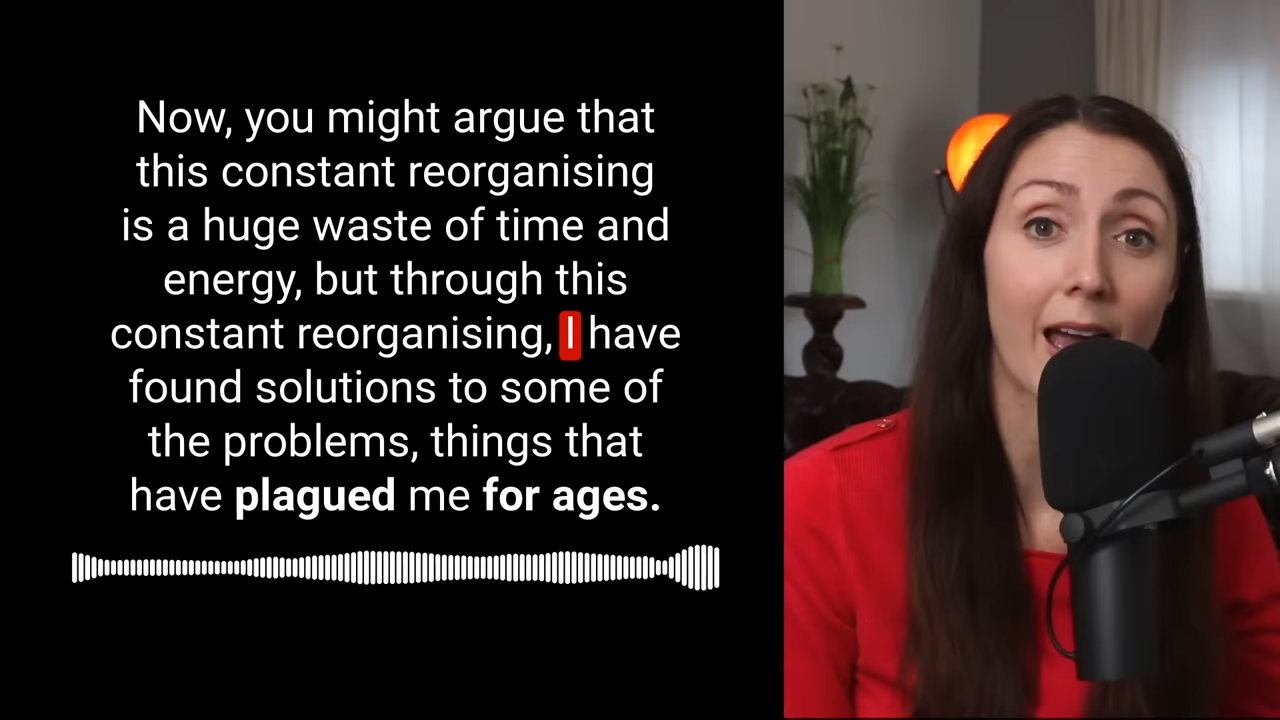 Now, you might argue that
this constant reorganising
is a huge waste of time and
energy, but through this
constant reorganising, I have
found solutions to some of
the problems, things that
have plagued me for ages.